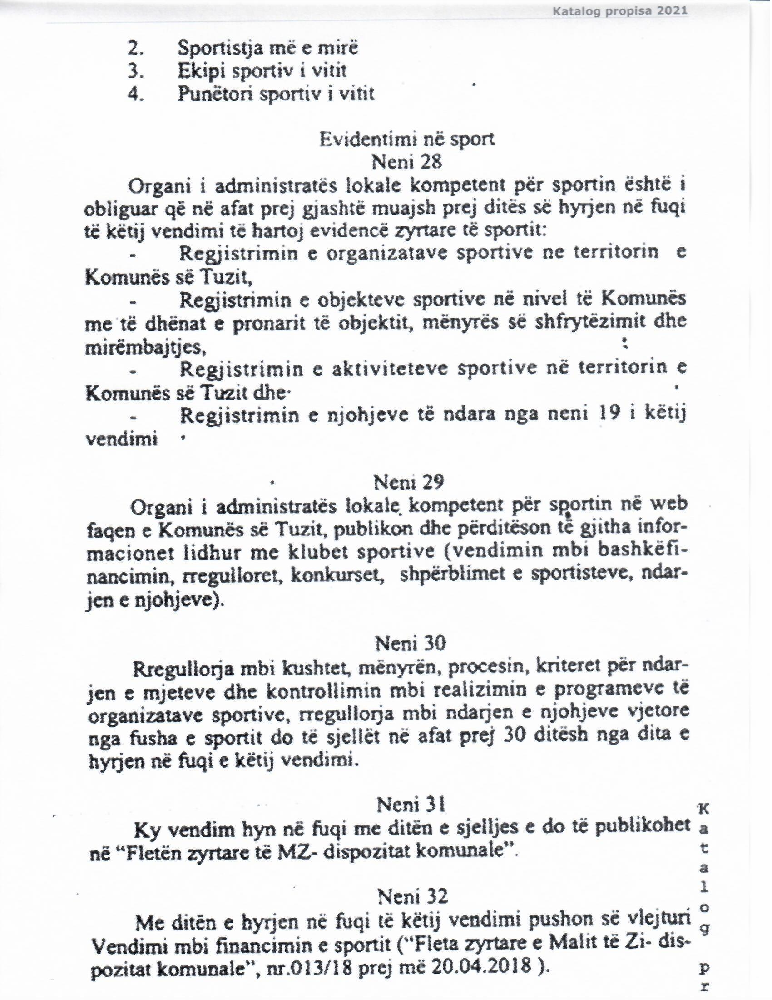 Katalog propisa 2021
2. Sportistja më e mirë
3. Ekipi sportiv i vitit
4. Punëtori sportiv i vitit
Evidentimi në sport
Neni 28
Organi i administratës lokale kompetent për sportin është i
obliguar që në afat prej gjashtë muajsh prej ditës së hyrjen në fuqi
të këtij vendimi të hartoj evidencë zyrtare të sportit:
- Regjistrimin e organizatave sportive ne territorin e
Komunës së Tuzit,
- Regjistrimin e objekteve sportive në nivel të Komunës
me të dhënat e pronarit të objektit, mënyrës së shfrytëzimit dhe
mirëmbajtjes,
- Regjistrimin e aktiviteteve sportive në territorin e
Komunës së Tuzit dhe
- Regjistrimin e njohjeve të ndara nga neni 19 i këtij
vendimi
Neni 29
Organi i administratës lokale kompetent për sportin në web
faqen e Komunës së Tuzit, publikon dhe përditëson të gjitha infor-
macionet lidhur me klubet sportive (vendimin mbi bashkëfi-
nancimin, rregulloret, konkurset, shpërblimet e sportisteve, ndar-
jen e njohjeve).
Neni 30
Rregullorja mbi kushtet, mënyrën, procesin, kriteret për ndar-
jen e mjeteve dhe kontrollimin mbi realizimin e programeve të
organizatave sportive, rregullorja mbi ndarjen e njohjeve vjetore
nga fusha e sportit do të sjellët në afat prej 30 ditësh nga dita e
hyrjen në fuqi e këtij vendimi.
Neni 31
Ky vendim hyn në fuqi me ditën e sjelljes e do të publikohet
në “Fletën zyrtare të MZ- dispozitat komunale”.
Neni 32
Me ditën e hyrjen në fuqi të këtij vendimi pushon së vlejturi
Vendimi mbi financimin e sportit (“Fleta zyrtare e Malit të Zi- dis-
pozitat komunale”, nr.013/18 prej më 20.04.2018 ).
K
a
t
a
l
o
g
p
r